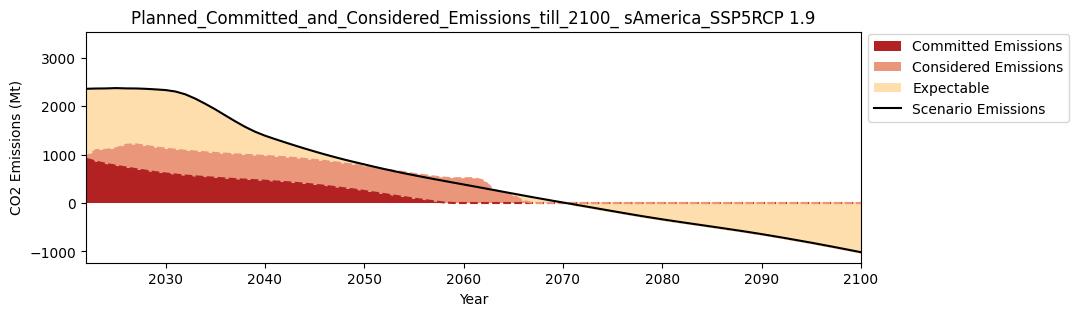 Planned_Committed_and_Considered_Emissions_till_2100_ sAmerica_SSP5RCP 1.9
Committed Emissions
Considered Emissions
Expectable
Scenario Emissions
CO2 Emissions (Mt)
3000
2000
1000
0
−1000
2030 2040 2050 2060 2070 2080 2090 2100
Year